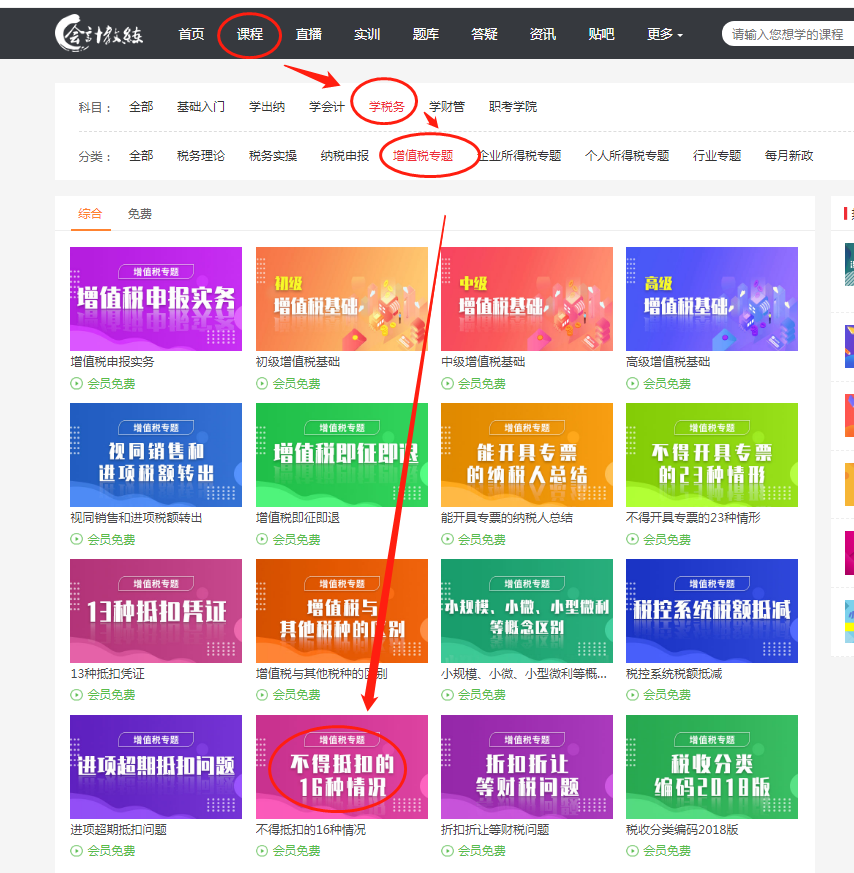 会计教练 首页 课程 直播 实训 题库 答疑 资讯 贴吧 更多 请输入您想学的课程
科目： 全部 基础入门 学出纳 学会计 学税务 学财管 职考学院
分类： 全部 税务理论 税务实操 纳税申报 增值税专题 企业所得税专题 个人所得税专题 行业专题 每月新政
综合 免费
增值税专题
增值税申报实务
初级
增值税基础
中级
增值税基础
高级
增值税基础
增值税申报实务 初级增值税基础 中级增值税基础 高级增值税基础
会员免费 会员免费 会员免费 会员免费
增值税专题
视同销售和
进项税额转出
增值税专题
增值税即征即退
增值税专题
能开具专票
的纳税人总结
增值税专题
不得开具专票
的23种情形
视同销售和进项税额转出 增值税即征即退 能开具专票的纳税人总结 不得开具专票的23种情形
会员免费 会员免费 会员免费 会员免费
增值税专题
13种抵扣凭证
增值税专题
增值税与
其他税种的区别
增值税专题
小规模、小微、小型微利
等概念区别
增值税专题
税控系统税额抵减
13种抵扣凭证 增值税与其他税种的区别 小规模、小微、小型微利等概... 税控系统税额抵减
会员免费 会员免费 会员免费 会员免费
增值税专题
进项超期抵扣问题
增值税专题
不得抵扣的
16种情况
增值税专题
折扣折让
等财税问题
增值税专题
税收分类
编码2018版
进项超期抵扣问题 不得抵扣的16种情况 折扣折让等财税问题 税收分类编码2018版
会员免费 会员免费 会员免费 会员免费